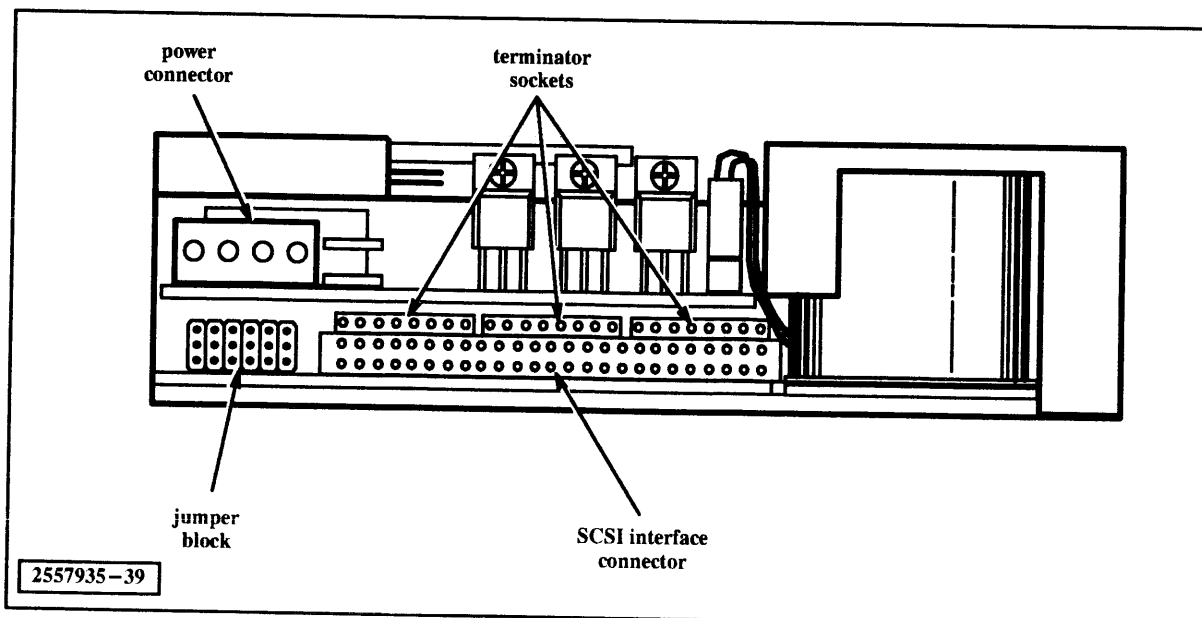 power
connector
terminator
sockets
jumper
block
SCSI interface
connector
2557935-39